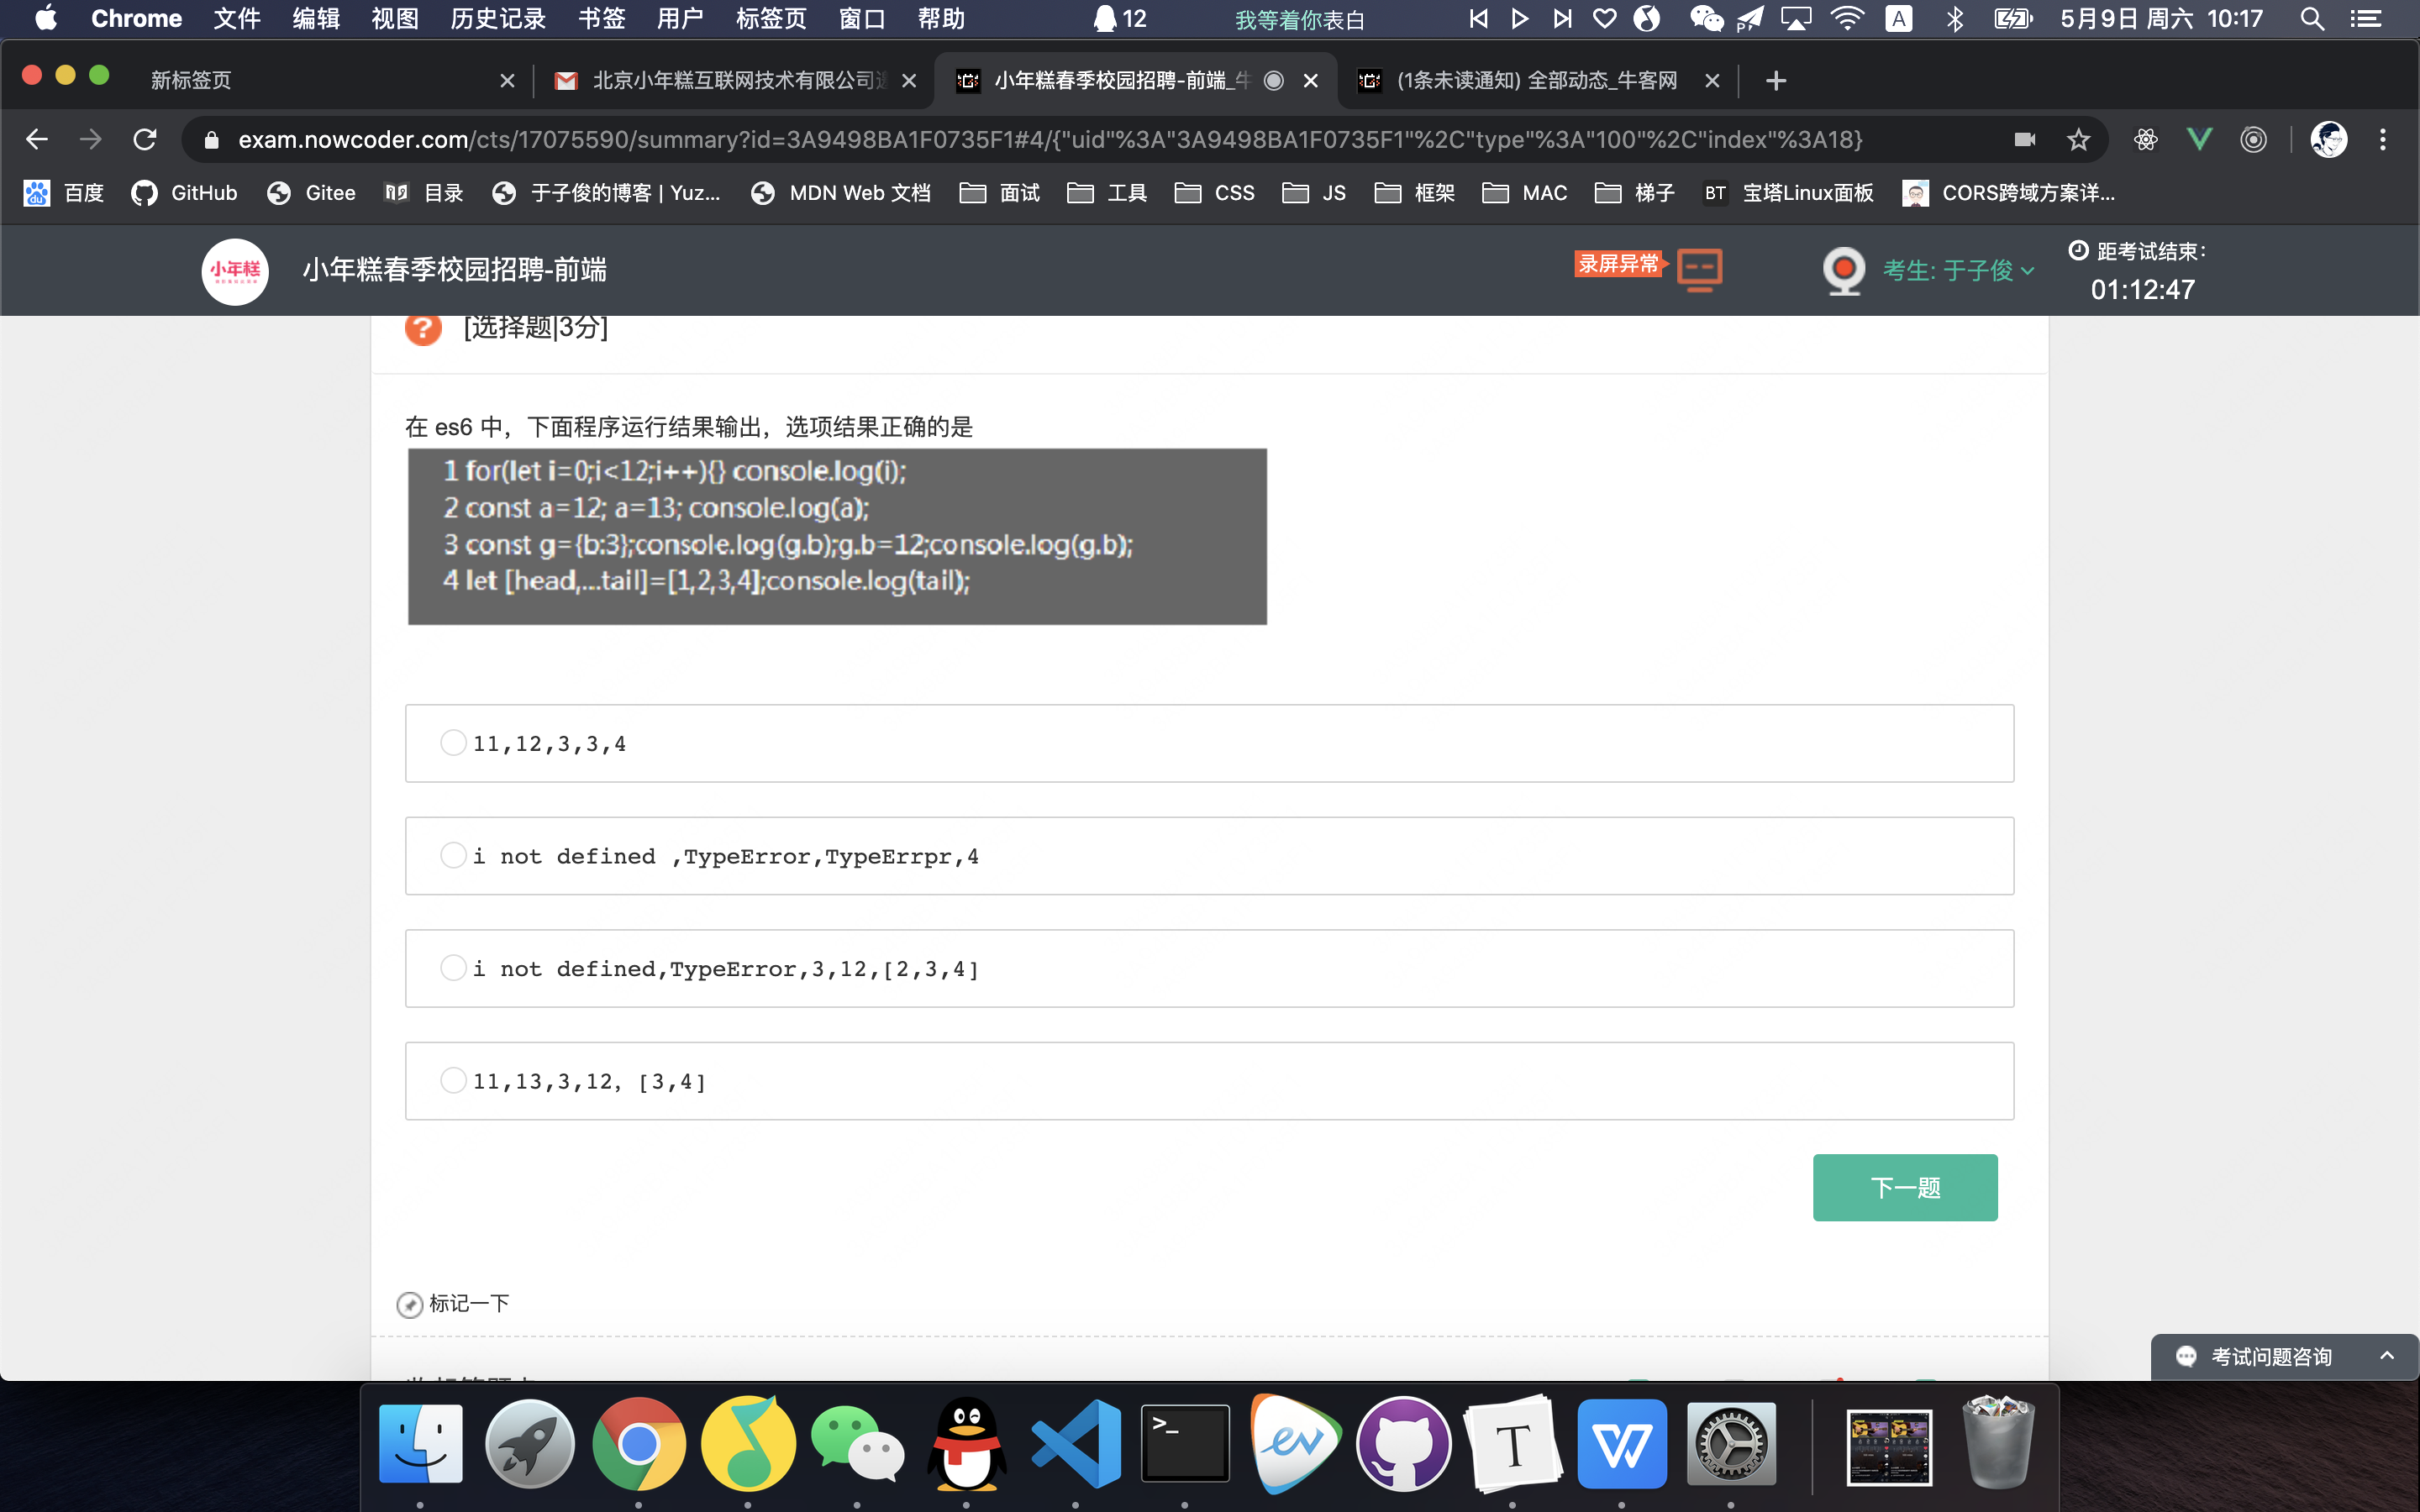 Chrome 文件 编辑 视图 历史记录 书签 用户 标签页 窗口 帮助 12 我等着你表白 A 5月9日 周六 10:17
新标签页 北京小年糕互联网技术有限公司 小年糕春季校园招聘-前端_牛 (1条未读通知) 全部动态_牛客网
exam.nowcoder.com/cts/17075590/summary?id=3A9498BA1F0735F1#4/{"uid"%3A"3A9498BA1F0735F1"%2C"type"%3A"100"%2C"index"%3A18}
百度 GitHub Gitee 目录 于子俊的博客 | Yuz... MDN Web 文档 面试 工具 CSS JS 框架 MAC 梯子 BT 宝塔Linux面板 CORS跨域方案详...
小年糕 小年糕春季校园招聘-前端 录屏异常 考生: 于子俊 距考试结束:
01:12:47
[选择题|3分]
在 es6 中，下面程序运行结果输出，选项结果正确的是
1 for(let i=0;i<12;i++){} console.log(i);
2 const a=12; a=13; console.log(a);
3 const g={b:3};console.log(g.b);g.b=12;console.log(g.b);
4 let [head,...tail]=[1,2,3,4];console.log(tail);
11,12,3,3,4
i not defined ,TypeError,TypeErrpr,4
i not defined,TypeError,3,12,[2,3,4]
11,13,3,12, [3,4]
下一题
标记一下
考试问题咨询
>_ ev T W